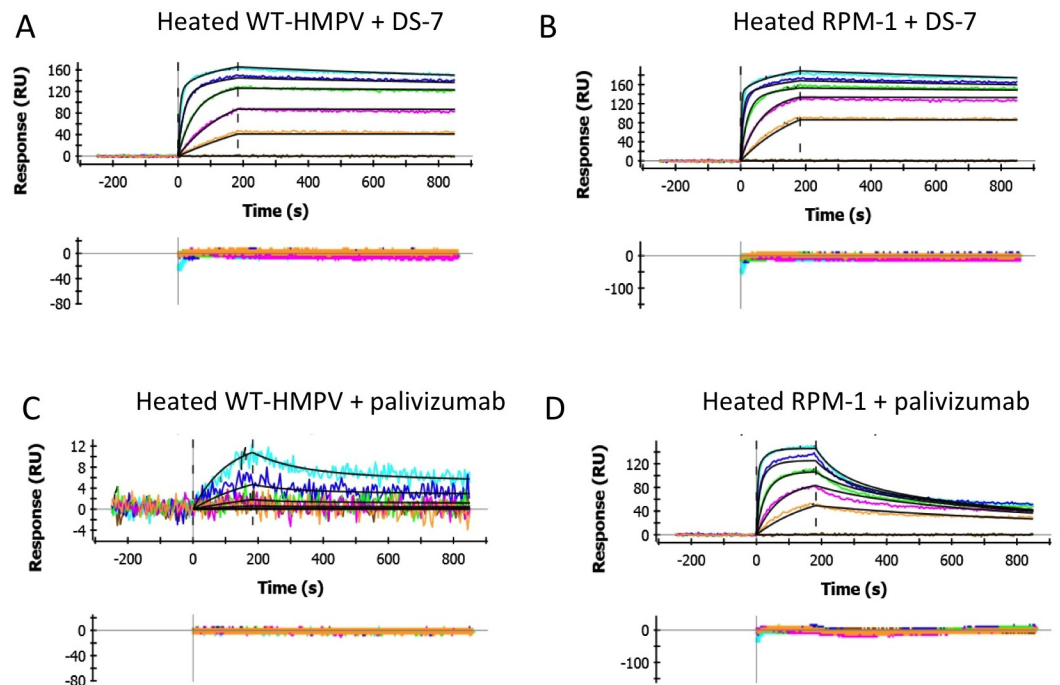 A
Heated WT-HMPV + DS-7
Response (RU)
160
120
80
40
0
-200 0 200 400 600 800
Time (s)
0
-40
-80
B
Heated RPM-1 + DS-7
Response (RU)
160
120
80
40
0
-200 0 200 400 600 800
Time (s)
0
-100
C
Heated WT-HMPV + palivizumab
Response (RU)
12
8
4
0
-4
-200 0 200 400 600 800
Time (s)
0
-40
-80
D
Heated RPM-1 + palivizumab
Response (RU)
120
80
40
0
-200 0 200 400 600 800
Time (s)
0
-100